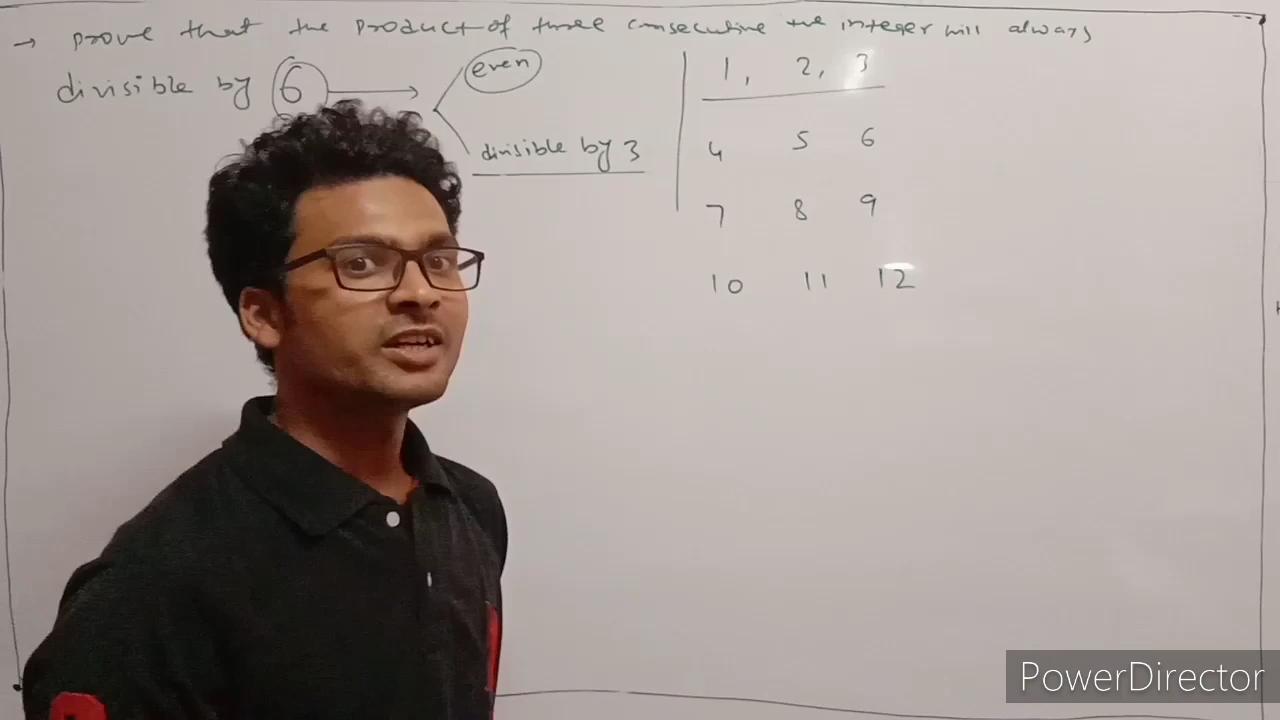 → prove that the product of three consecutive +ve integer will always
divisible by 6 → even
divisible by 3
1, 2, 3
4 5 6
7 8 9
10 11 12
PowerDirector